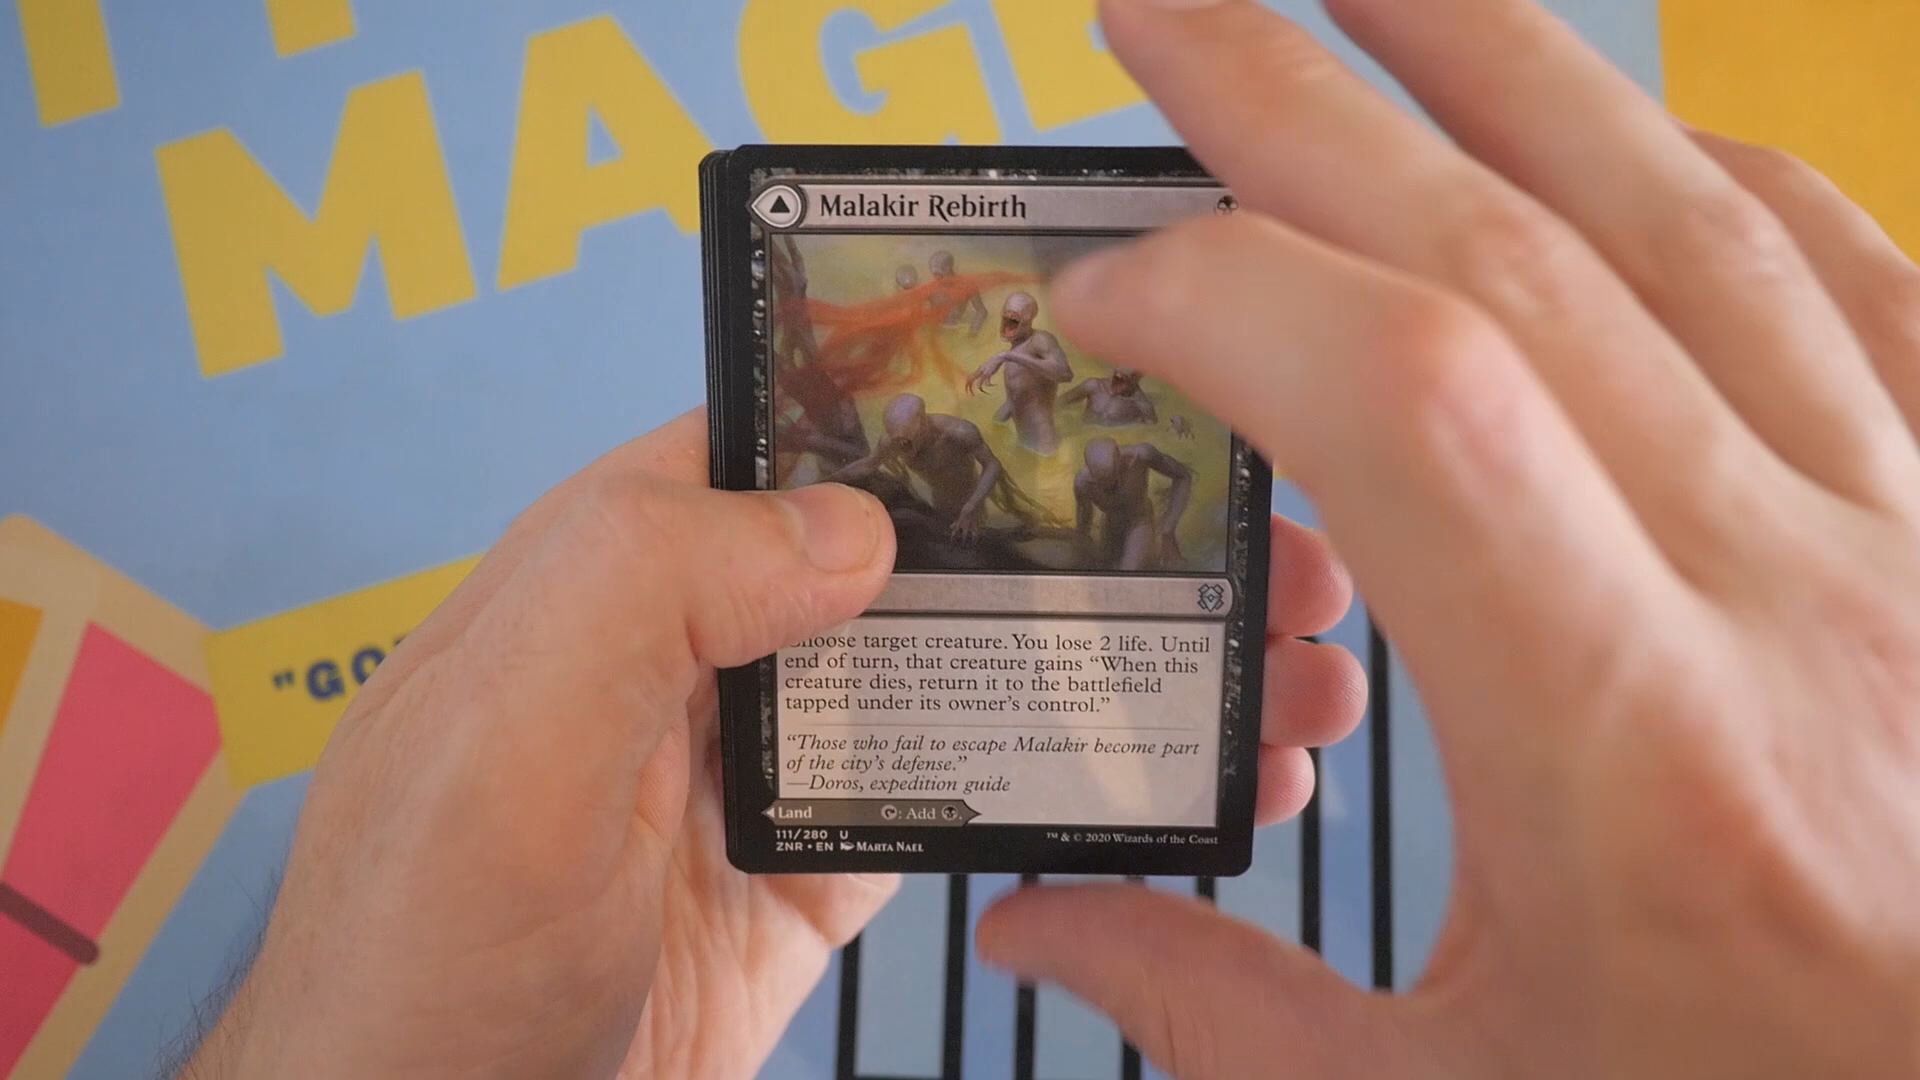 MAGE
"GO
Malakir Rebirth
hoose target creature. You lose 2 life. Until
end of turn, that creature gains “When this
creature dies, return it to the battlefield
tapped under its owner's control.”
“Those who fail to escape Malakir become part
of the city's defense.”
—Doros, expedition guide
Land : Add .
111/280 U
ZNR • EN Marta Nael
™ & © 2020 Wizards of the Coast